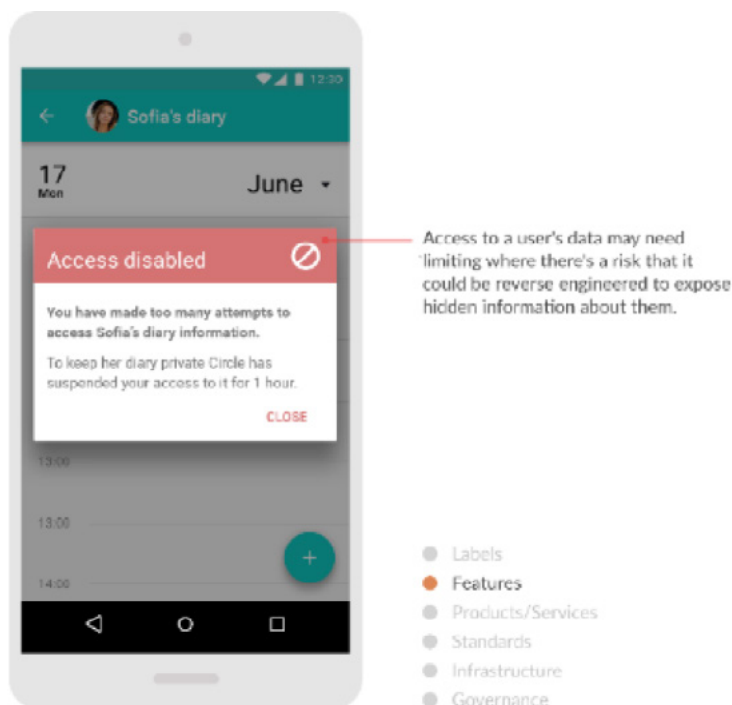 12:30
Sofia's diary
17
Mon
June
Access disabled
You have made too many attempts to
access Sofia's diary information.
To keep her diary private Circle has
suspended your access to it for 1 hour.
CLOSE
13:00
13:00
14:00
Access to a user's data may need
limiting where there's a risk that it
could be reverse engineered to expose
hidden information about them.
Labels
Features
Products/Services
Standards
Infrastructure
Governance